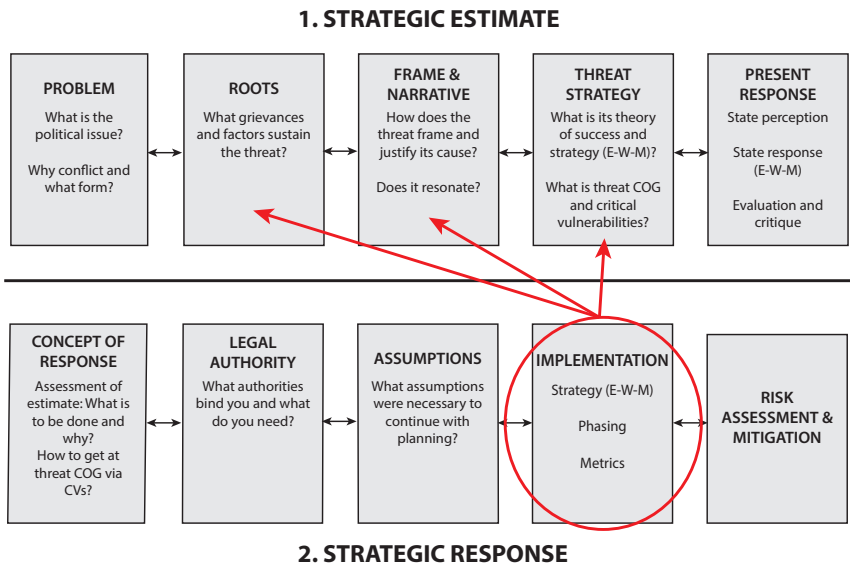 1. STRATEGIC ESTIMATE
PROBLEM
What is the
political issue?
Why conflict and
what form?
ROOTS
What grievances
and factors sustain
the threat?
FRAME &
NARRATIVE
How does the
threat frame and
justify its cause?
Does it resonate?
THREAT
STRATEGY
What is its theory
of success and
strategy (E-W-M)?
What is threat COG
and critical
vulnerabilities?
PRESENT
RESPONSE
State perception
State response
(E-W-M)
Evaluation and
critique
CONCEPT OF
RESPONSE
Assessment of
estimate: What is
to be done and
why?
How to get at
threat COG via
CVs?
LEGAL
AUTHORITY
What authorities
bind you and what
do you need?
ASSUMPTIONS
What assumptions
were necessary to
continue with
planning?
IMPLEMENTATION
Strategy (E-W-M)
Phasing
Metrics
RISK
ASSESSMENT &
MITIGATION
2. STRATEGIC RESPONSE